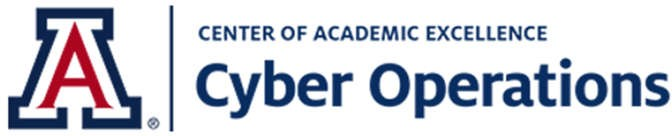 A®
CENTER OF ACADEMIC EXCELLENCE
Cyber Operations